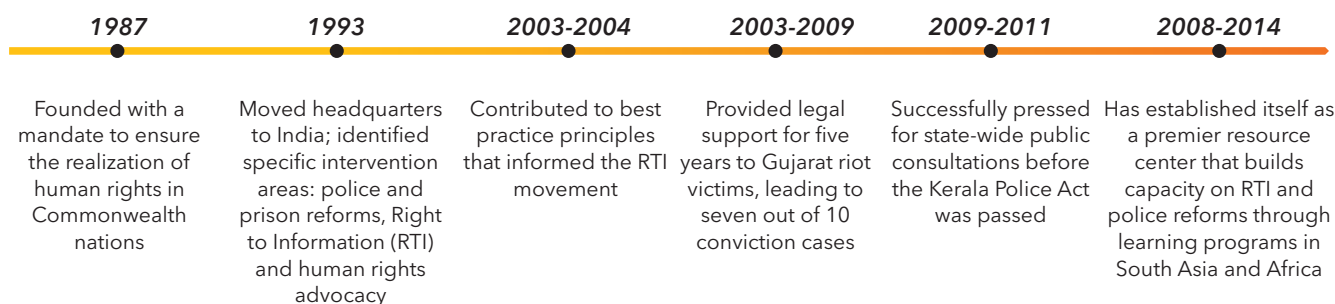 1987
Founded with a
mandate to ensure
the realization of
human rights in
Commonwealth
nations
1993
Moved headquarters
to India; identified
specific intervention
areas: police and
prison reforms, Right
to Information (RTI)
and human rights
advocacy
2003-2004
Contributed to best
practice principles
that informed the RTI
movement
2003-2009
Provided legal
support for five
years to Gujarat riot
victims, leading to
seven out of 10
conviction cases
2009-2011
Successfully pressed
for state-wide public
consultations before
the Kerala Police Act
was passed
2008-2014
Has established itself as
a premier resource
center that builds
capacity on RTI and
police reforms through
learning programs in
South Asia and Africa